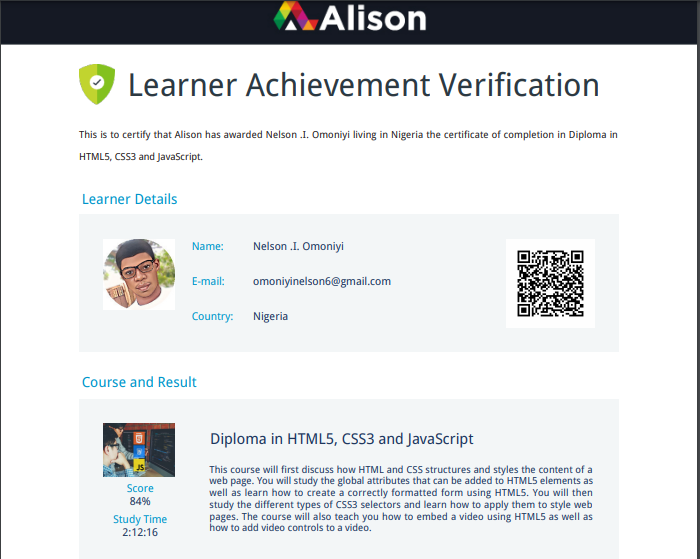 Alison
Learner Achievement Verification
This is to certify that Alison has awarded Nelson .I. Omoniyi living in Nigeria the certificate of completion in Diploma in
HTML5, CSS3 and JavaScript.
Learner Details
Name: Nelson .I. Omoniyi
E-mail: omoniyinelson6@gmail.com
Country: Nigeria
Course and Result
Diploma in HTML5, CSS3 and JavaScript
This course will first discuss how HTML and CSS structures and styles the content of a
web page. You will study the global attributes that can be added to HTML5 elements as
well as learn how to create a correctly formatted form using HTML5. You will then
study the different types of CSS3 selectors and learn how to apply them to style web
pages. The course will also teach you how to embed a video using HTML5 as well as
how to add video controls to a video.
JS
Score
84%
Study Time
2:12:16